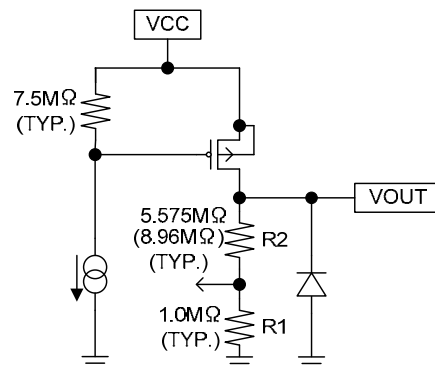 VCC
7.5MΩ
(TYP.)
VOUT
5.575MΩ
(8.96MΩ)
(TYP.)
R2
1.0MΩ
(TYP.)
R1